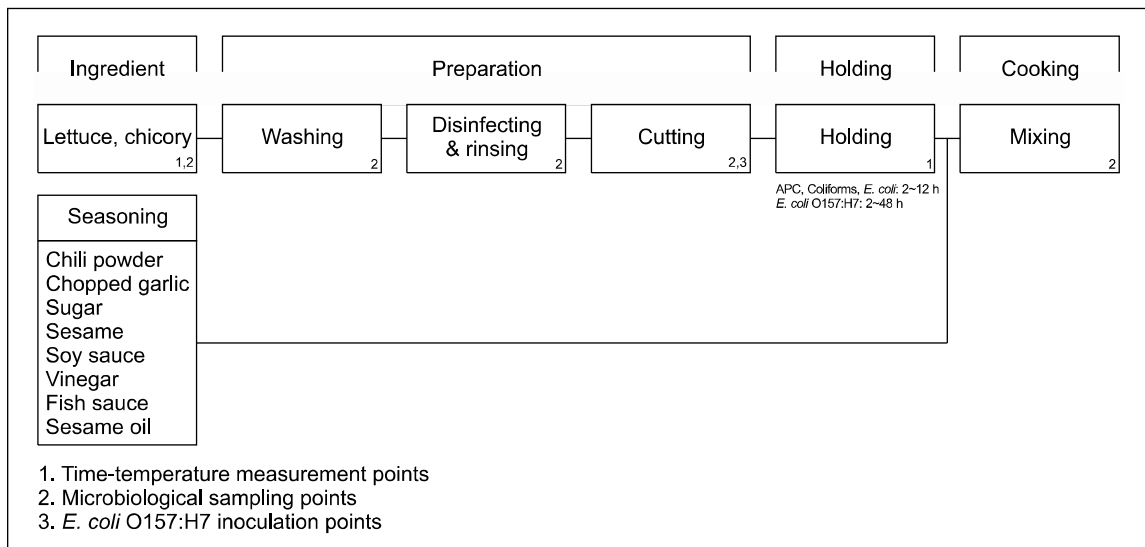 Ingredient
Preparation
Holding
Cooking
Lettuce, chicory
1,2
Washing
2
Disinfecting
& rinsing
2
Cutting
2,3
Holding
1
Mixing
2
APC, Coliforms, E. coli: 2~12 h
E. coli O157:H7: 2~48 h
Seasoning
Chili powder
Chopped garlic
Sugar
Sesame
Soy sauce
Vinegar
Fish sauce
Sesame oil
1. Time-temperature measurement points
2. Microbiological sampling points
3. E. coli O157:H7 inoculation points